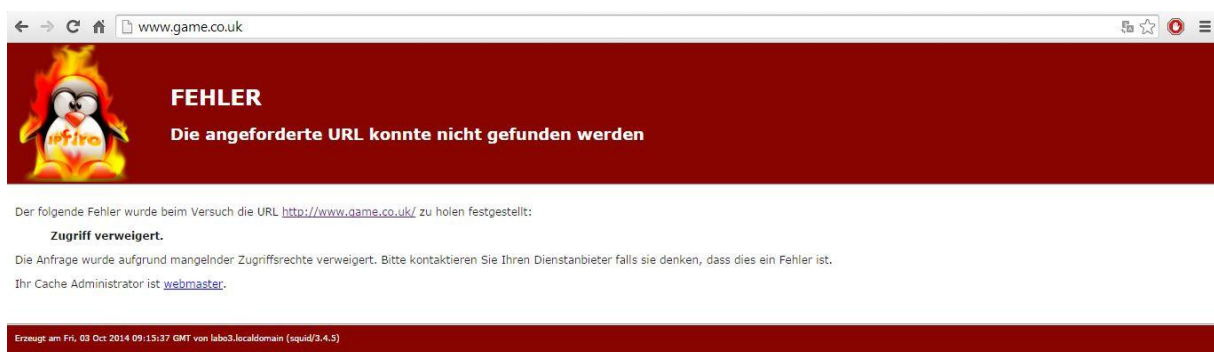 www.game.co.uk
ipfire
FEHLER
Die angeforderte URL konnte nicht gefunden werden
Der folgende Fehler wurde beim Versuch die URL http://www.game.co.uk/ zu holen festgestellt:
Zugriff verweigert.
Die Anfrage wurde aufgrund mangelnder Zugriffsrechte verweigert. Bitte kontaktieren Sie Ihren Dienstanbieter falls sie denken, dass dies ein Fehler ist.
Ihr Cache Administrator ist webmaster.
Erzeugt am Fri, 03 Oct 2014 09:15:37 GMT von labo3.localdomain (squid/3.4.5)